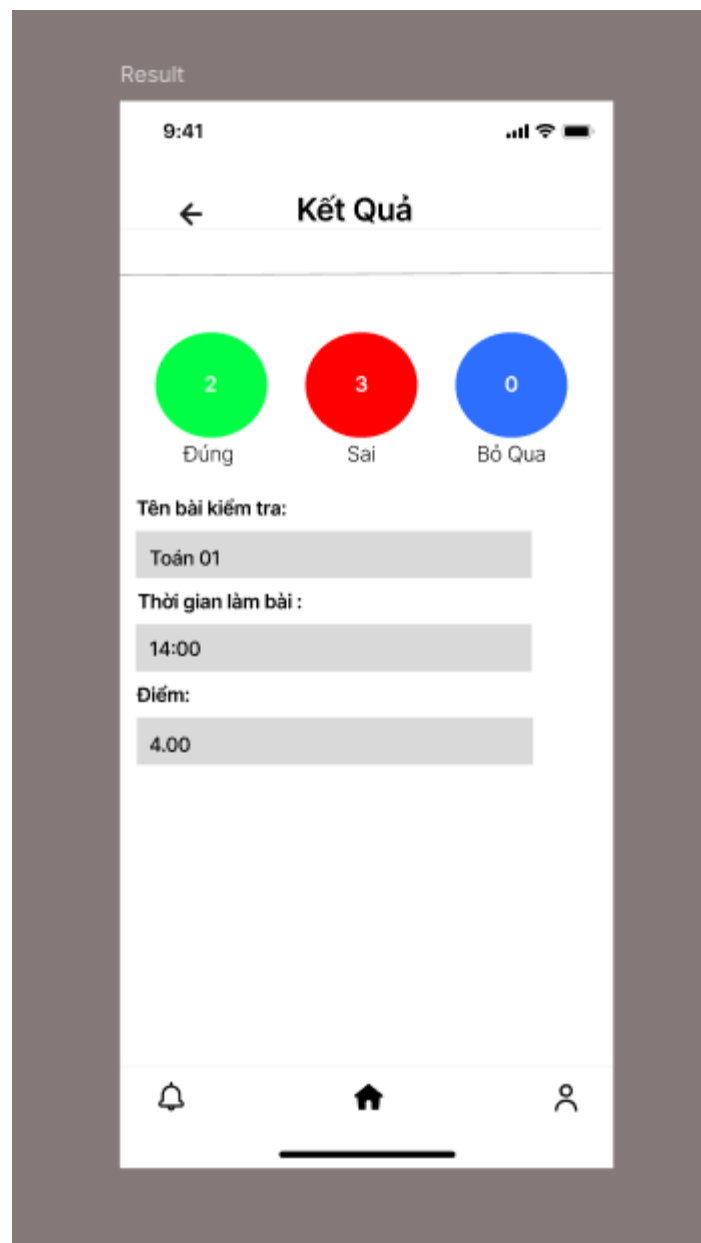 Result
9:41
Kết Quả
2 3 0
Đúng Sai Bỏ Qua
Tên bài kiểm tra:
Toán 01
Thời gian làm bài :
14:00
Điểm:
4.00